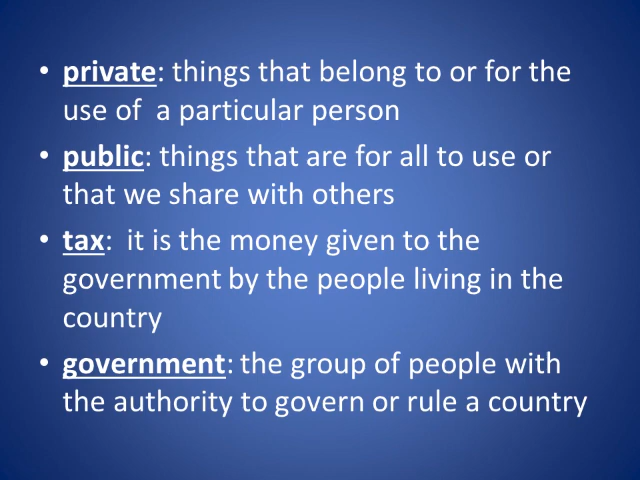 • private: things that belong to or for the
use of  a particular person
• public: things that are for all to use or
that we share with others
• tax:  it is the money given to the
government by the people living in the
country
• government: the group of people with
the authority to govern or rule a country